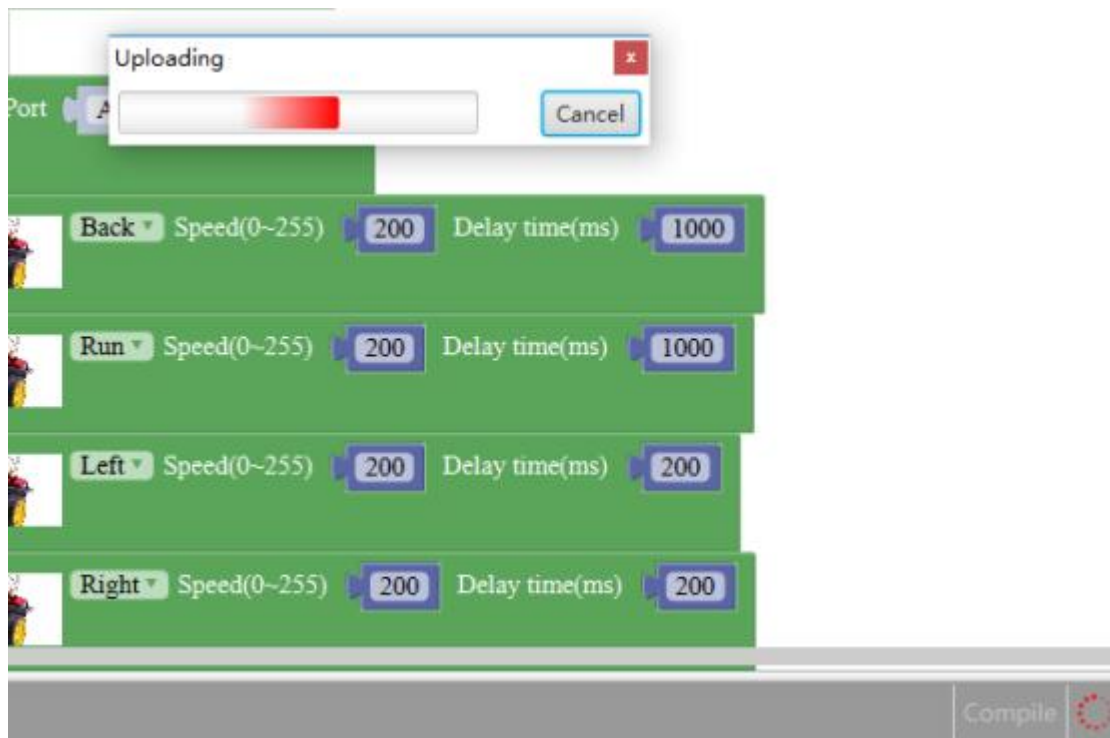 Uploading
x
Port A
Cancel
Back Speed(0~255) 200 Delay time(ms) 1000
Run Speed(0~255) 200 Delay time(ms) 1000
Left Speed(0~255) 200 Delay time(ms) 200
Right Speed(0~255) 200 Delay time(ms) 200
Compile